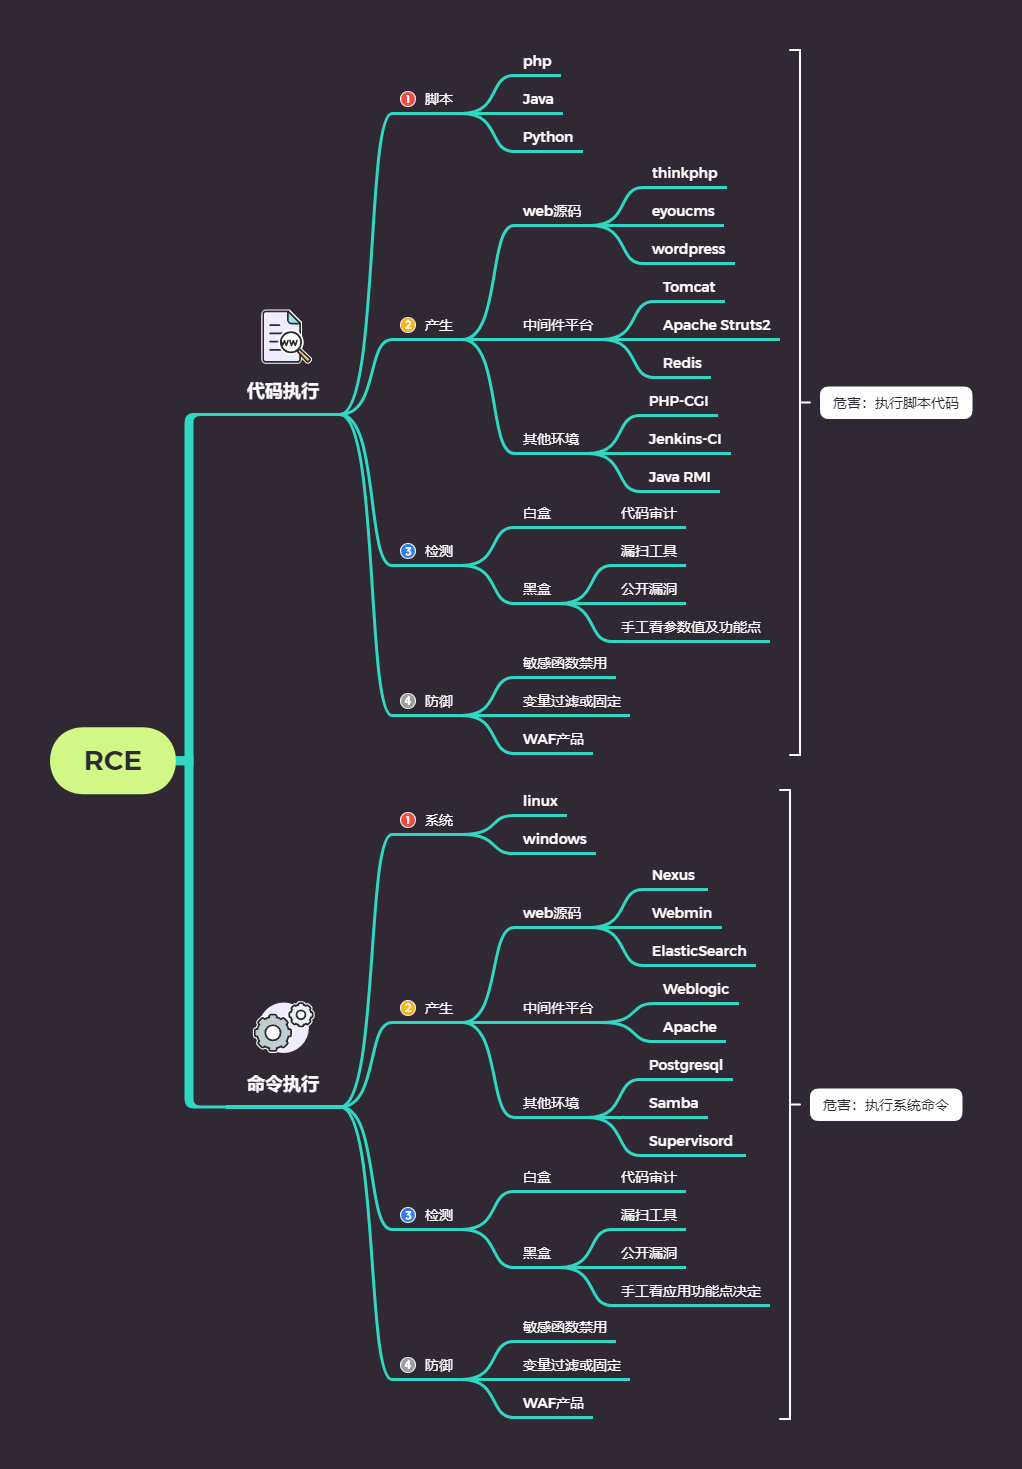 RCE
代码执行
1 脚本
php
Java
Python
2 产生
web源码
thinkphp
eyoucms
wordpress
中间件平台
Tomcat
Apache Struts2
Redis
其他环境
PHP-CGI
Jenkins-CI
Java RMI
3 检测
白盒
代码审计
黑盒
漏扫工具
公开漏洞
手工看参数值及功能点
4 防御
敏感函数禁用
变量过滤或固定
WAF产品
危害：执行脚本代码
命令执行
1 系统
linux
windows
2 产生
web源码
Nexus
Webmin
ElasticSearch
中间件平台
Weblogic
Apache
其他环境
Postgresql
Samba
Supervisord
3 检测
白盒
代码审计
黑盒
漏扫工具
公开漏洞
手工看应用功能点决定
4 防御
敏感函数禁用
变量过滤或固定
WAF产品
危害：执行系统命令
WW